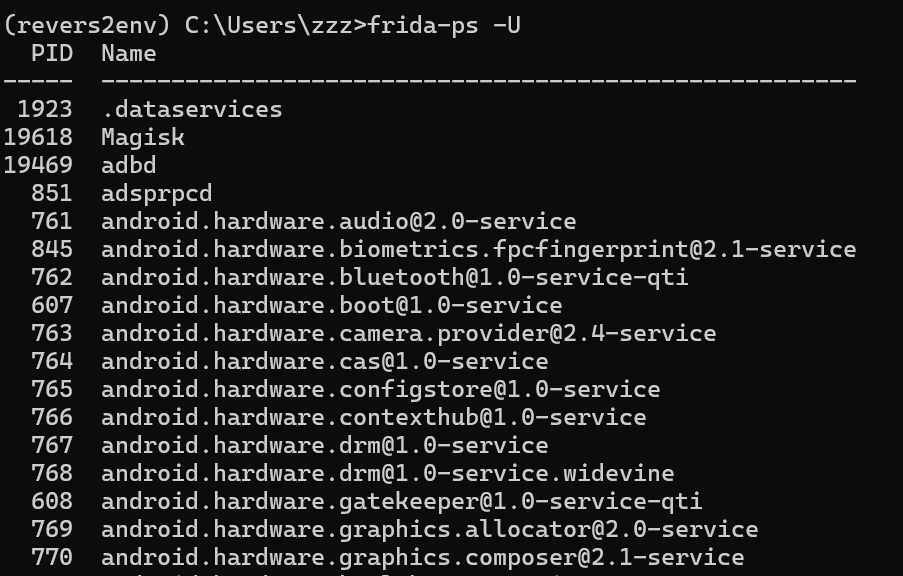 (revers2env) C:\Users\zzz>frida-ps -U
  PID  Name
-----  ------------------------------------------------------
 1923  .dataservices
19618  Magisk
19469  adbd
  851  adsprpcd
  761  android.hardware.audio@2.0-service
  845  android.hardware.biometrics.fpcfingerprint@2.1-service
  762  android.hardware.bluetooth@1.0-service-qti
  607  android.hardware.boot@1.0-service
  763  android.hardware.camera.provider@2.4-service
  764  android.hardware.cas@1.0-service
  765  android.hardware.configstore@1.0-service
  766  android.hardware.contexthub@1.0-service
  767  android.hardware.drm@1.0-service
  768  android.hardware.drm@1.0-service.widevine
  608  android.hardware.gatekeeper@1.0-service-qti
  769  android.hardware.graphics.allocator@2.0-service
  770  android.hardware.graphics.composer@2.1-service